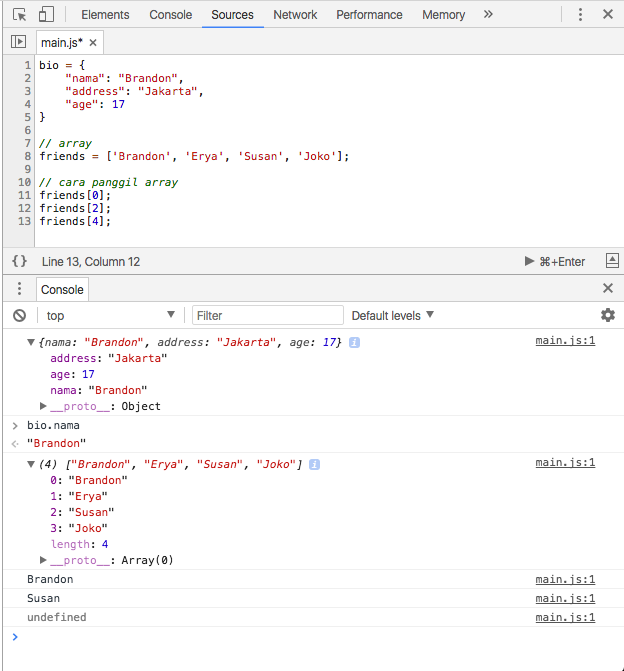 Elements Console Sources Network Performance Memory »
main.js* ×
1 bio = {
2 "nama": "Brandon",
3 "address": "Jakarta",
4 "age": 17
5 }
6
7 // array
8 friends = ['Brandon', 'Erya', 'Susan', 'Joko'];
9
10 // cara panggil array
11 friends[0];
12 friends[2];
13 friends[4];
{} Line 13, Column 12 ▶ ⌘+Enter
Console ×
top ▼ Filter Default levels ▼
▼ {nama: "Brandon", address: "Jakarta", age: 17} i main.js:1
address: "Jakarta"
age: 17
nama: "Brandon"
▶ __proto__: Object
> bio.nama
"Brandon"
▼ (4) ["Brandon", "Erya", "Susan", "Joko"] i main.js:1
0: "Brandon"
1: "Erya"
2: "Susan"
3: "Joko"
length: 4
▶ __proto__: Array(0)
Brandon main.js:1
Susan main.js:1
undefined main.js:1
>